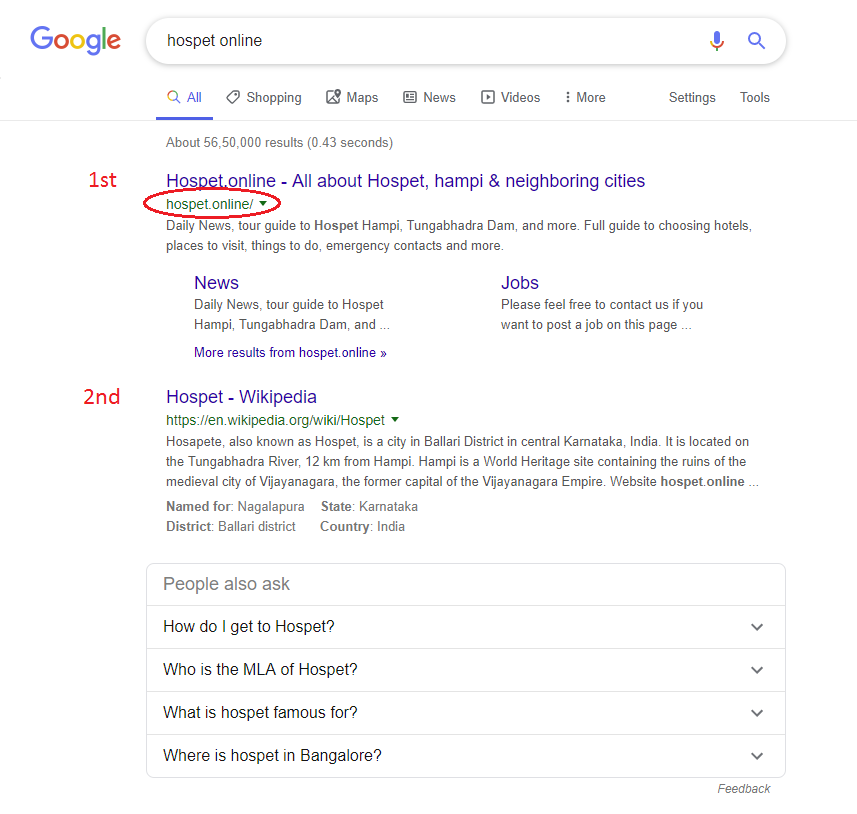 Google
hospet online
All Shopping Maps News Videos More Settings Tools
About 56,50,000 results (0.43 seconds)
1st
Hospet.online - All about Hospet, hampi & neighboring cities
hospet.online/
Daily News, tour guide to Hospet Hampi, Tungabhadra Dam, and more. Full guide to choosing hotels,
places to visit, things to do, emergency contacts and more.
News
Daily News, tour guide to Hospet
Hampi, Tungabhadra Dam, and ...
Jobs
Please feel free to contact us if you
want to post a job on this page ...
More results from hospet.online »
2nd
Hospet - Wikipedia
https://en.wikipedia.org/wiki/Hospet
Hosapete, also known as Hospet, is a city in Ballari District in central Karnataka, India. It is located on
the Tungabhadra River, 12 km from Hampi. Hampi is a World Heritage site containing the ruins of the
medieval city of Vijayanagara, the former capital of the Vijayanagara Empire. Website hospet.online ...
Named for: Nagalapura State: Karnataka
District: Ballari district Country: India
People also ask
How do I get to Hospet?
Who is the MLA of Hospet?
What is hospet famous for?
Where is hospet in Bangalore?
Feedback